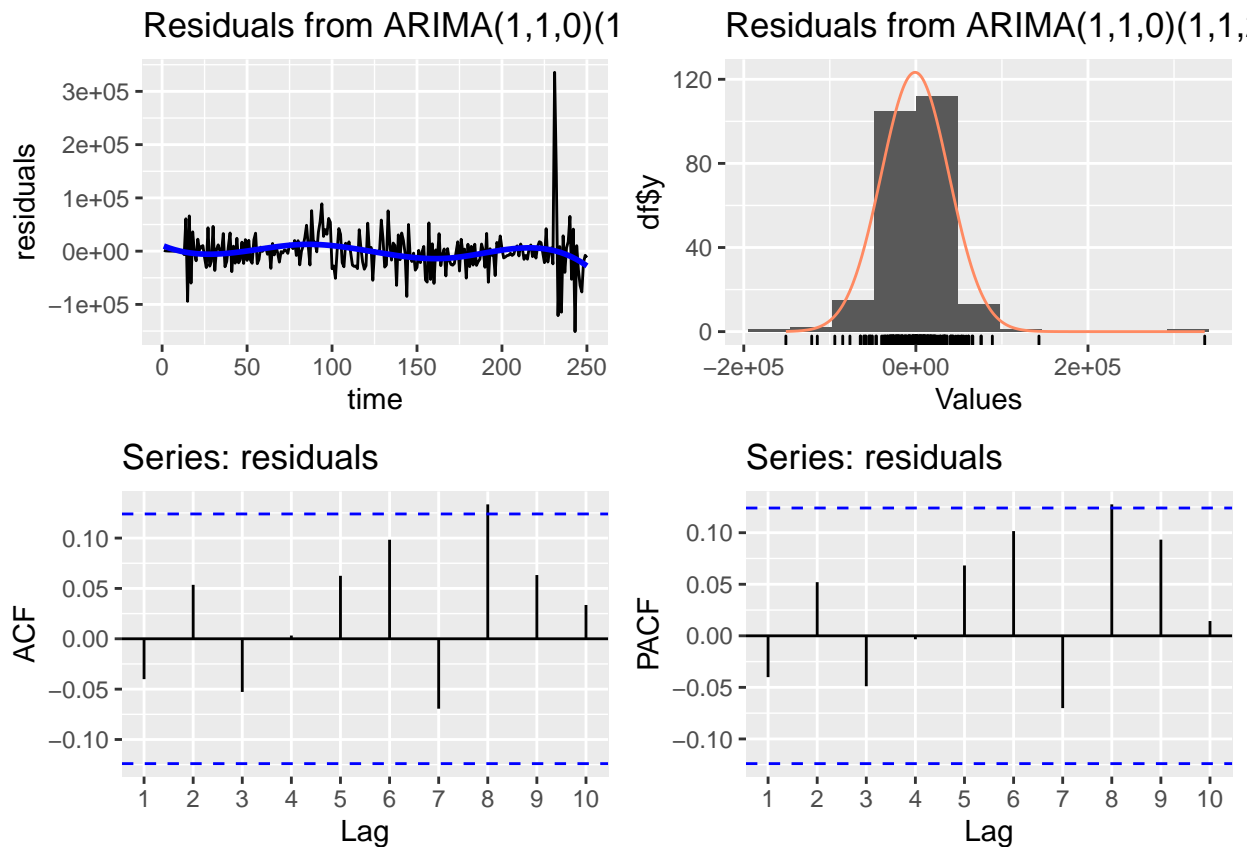 Residuals from ARIMA(1,1,0)(1
3e+05
2e+05
1e+05
0e+00
−1e+05
residuals
0
50
100
150
200
250
time
Residuals from ARIMA(1,1,0)(1,1,
120
80
40
0
df$y
−2e+05
0e+00
2e+05
Values
Series: residuals
0.10
0.05
0.00
−0.05
−0.10
ACF
1 2 3 4 5 6 7 8 9 10
Lag
Series: residuals
0.10
0.05
0.00
−0.05
−0.10
PACF
1 2 3 4 5 6 7 8 9 10
Lag